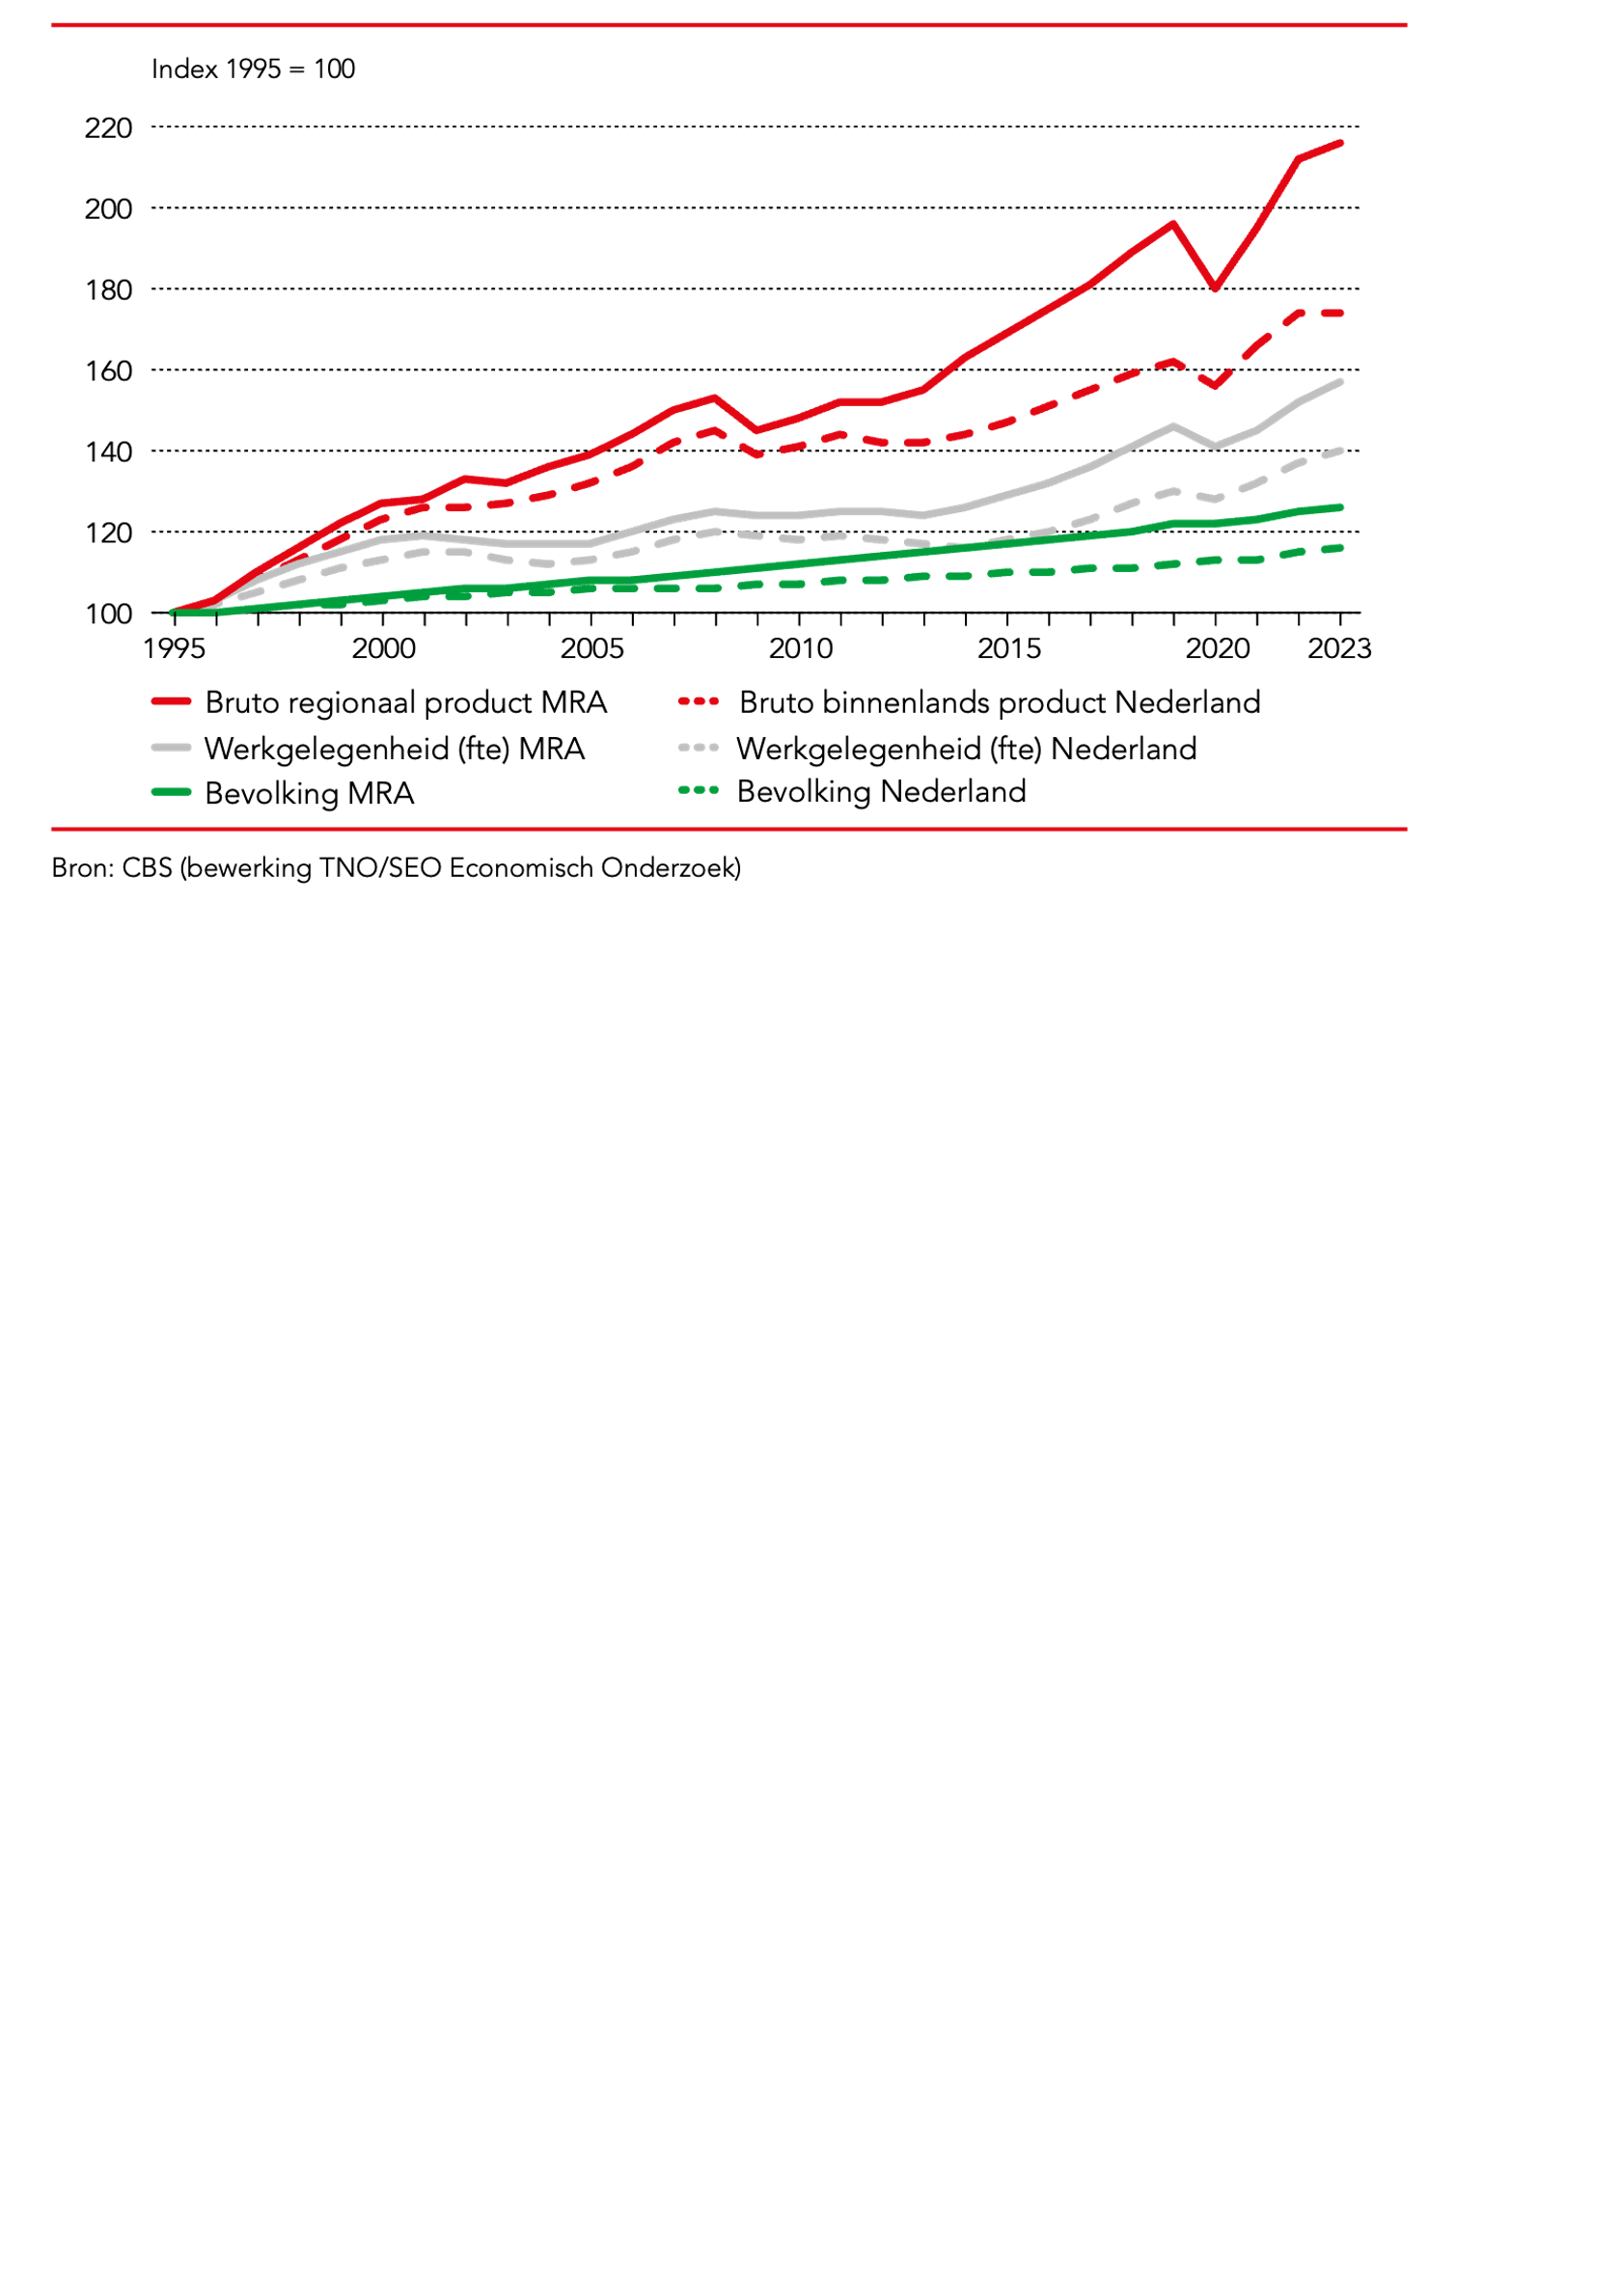 Index 1995 = 100
220
200
180
160
140
120
100
1995 2000 2005 2010 2015 2020 2023
Bruto regionaal product MRA Bruto binnenlands product Nederland
Werkgelegenheid (fte) MRA Werkgelegenheid (fte) Nederland
Bevolking MRA Bevolking Nederland
Bron: CBS (bewerking TNO/SEO Economisch Onderzoek)